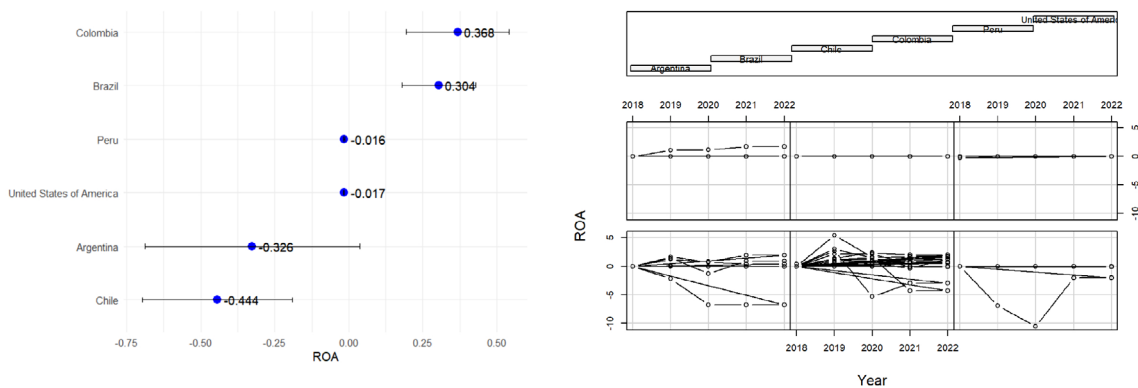 Colombia
0.368
Brazil
0.304
Peru
-0.016
United States of America
-0.017
Argentina
-0.326
Chile
-0.444
-0.75 -0.50 -0.25 0.00 0.25 0.50
ROA
United States of Ameri
Peru
Colombia
Chile
Brazil
Argentina
2018 2019 2020 2021 2022 2018 2019 2020 2021 2022
5
0
-5
-10
ROA
5
0
-5
-10
2018 2019 2020 2021 2022
Year